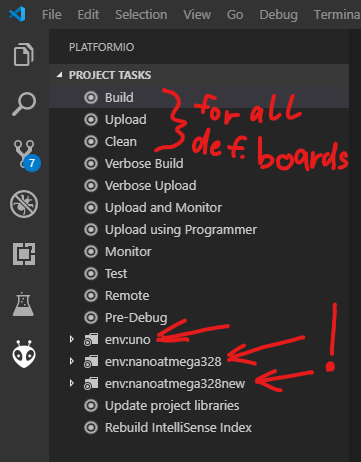 File Edit View Go Debug Termina
PLATFORMIO
PROJECT TASKS
Build
Upload
Clean
for all
def. boards
Verbose Build
Verbose Upload
Upload and Monitor
Upload using Programmer
Monitor
Test
Remote
Pre-Debug
env:uno
env:nanoatmega328
env:nanoatmega328new
!
Update project libraries
Rebuild IntelliSense Index
7